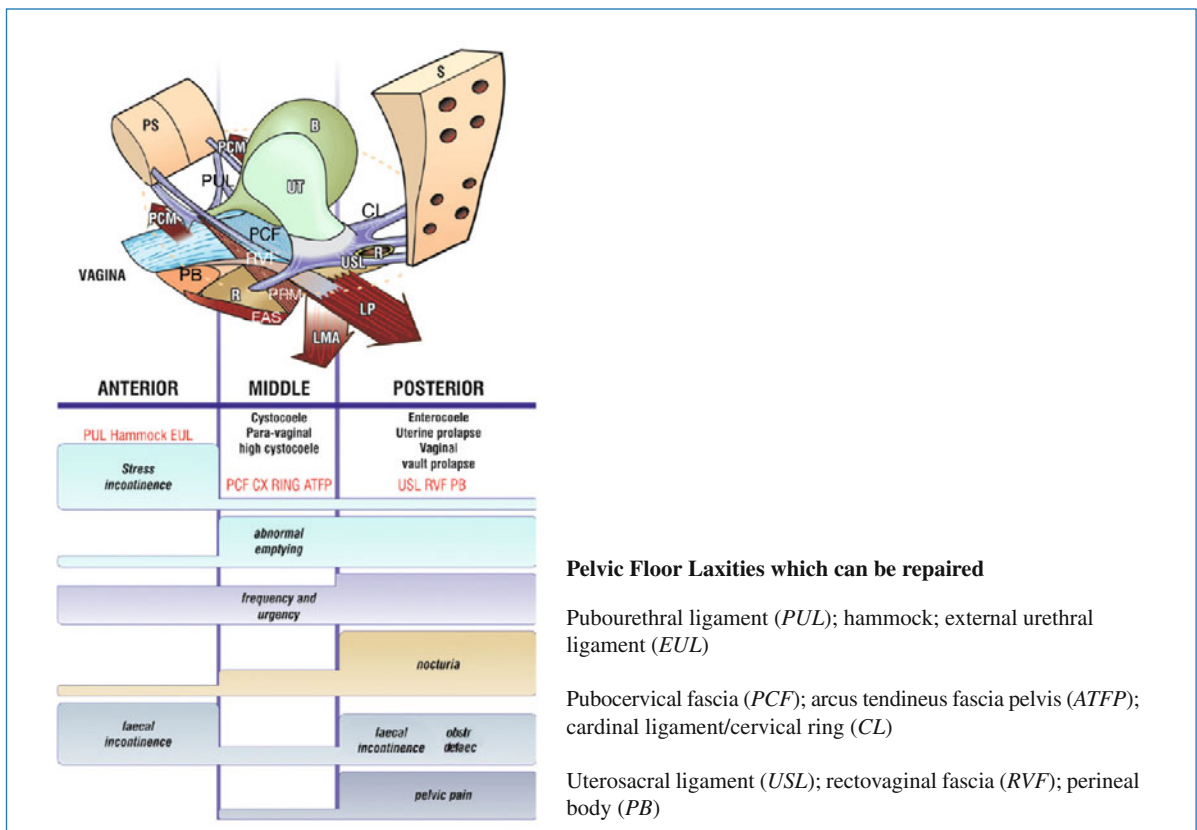 S
PS
B
PCM
PUL
UT
CL
PCM
PCF
RVF
USL
R
VAGINA
PB
R
PRM
EAS
LP
LMA
ANTERIOR
MIDDLE
POSTERIOR
PUL Hammock EUL
Cystocoele
Para-vaginal
high cystocoele
PCF CX RING ATFP
Enterocoele
Uterine prolapse
Vaginal
vault prolapse
USL RVF PB
Stress
incontinence
abnormal
emptying
frequency and
urgency
nocturia
faecal
incontinence
faecal
incontinence
obstr
defaec
pelvic pain
Pelvic Floor Laxities which can be repaired
Pubourethral ligament (PUL); hammock; external urethral
ligament (EUL)
Pubocervical fascia (PCF); arcus tendineus fascia pelvis (ATFP);
cardinal ligament/cervical ring (CL)
Uterosacral ligament (USL); rectovaginal fascia (RVF); perineal
body (PB)